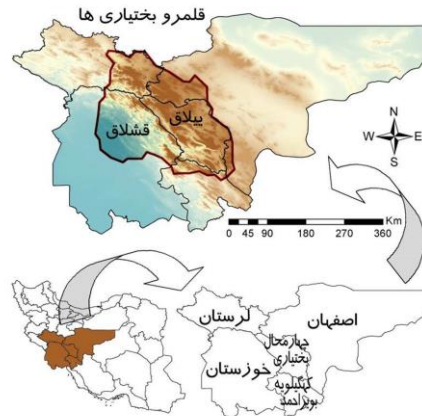 قلمرو بختیاری ها
ییلاق
قشلاق
N
W E
S
Km
0 45 90 180 270 360
لرستان
اصفهان
چهارمحال
بختیاری
خوزستان
کهگیلویه
بویراحمد